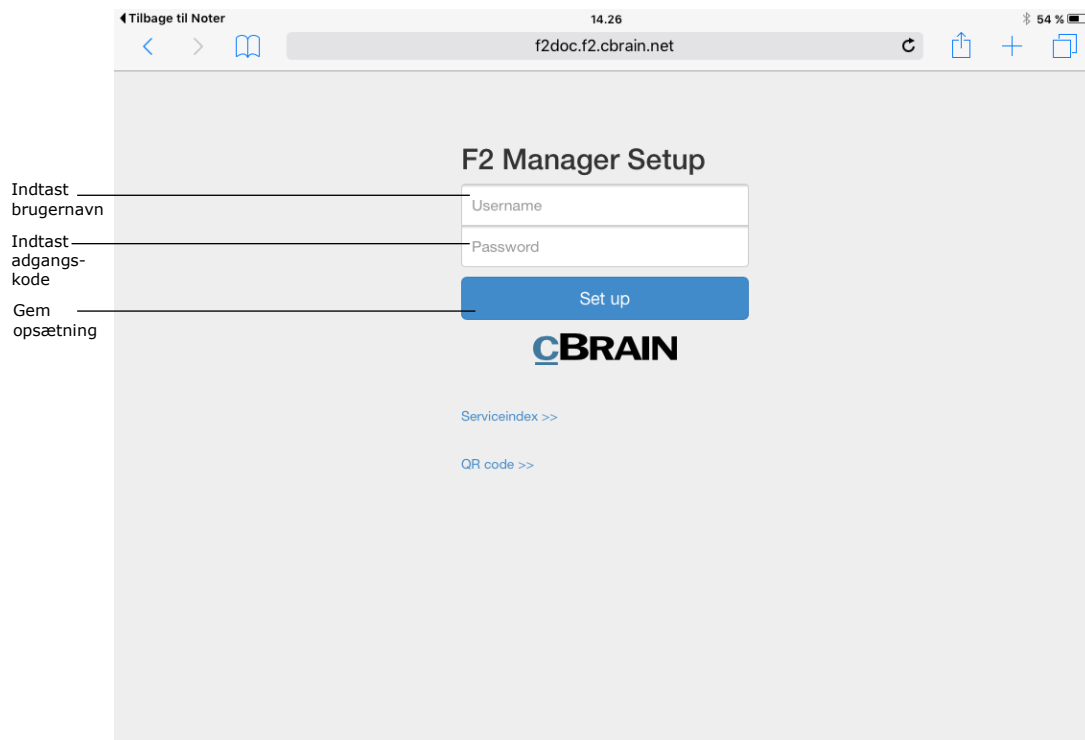 Tilbage til Noter
14.26
54 %
f2doc.f2.cbrain.net
F2 Manager Setup
Indtast
brugernavn
Username
Indtast
adgangs-
kode
Password
Gem
opsætning
Set up
cBRAIN
Serviceindex >>
QR code >>